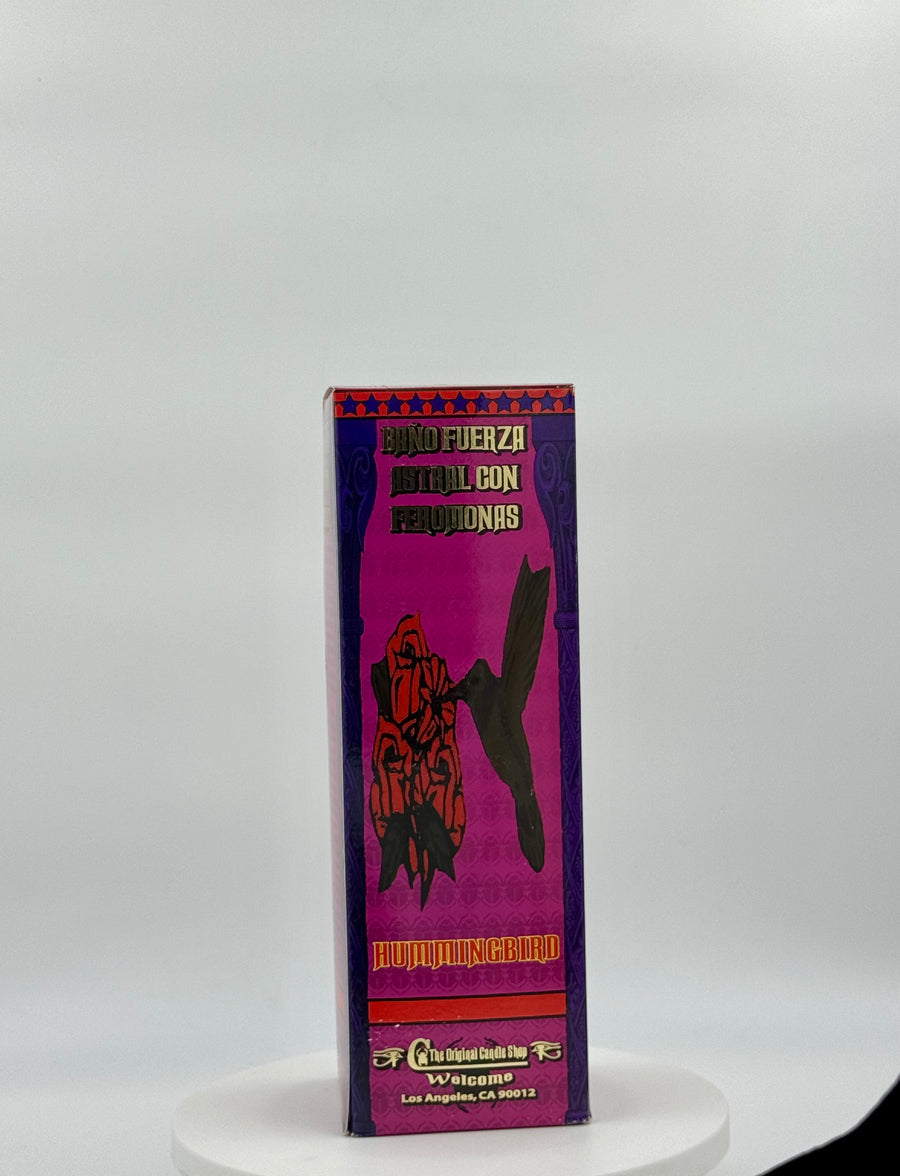 BAÑO FUERZA
ASTRAL CON
FEROMONAS
HUMMINGBIRD
The Original Candle Shop
Welcome
Los Angeles, CA 90012